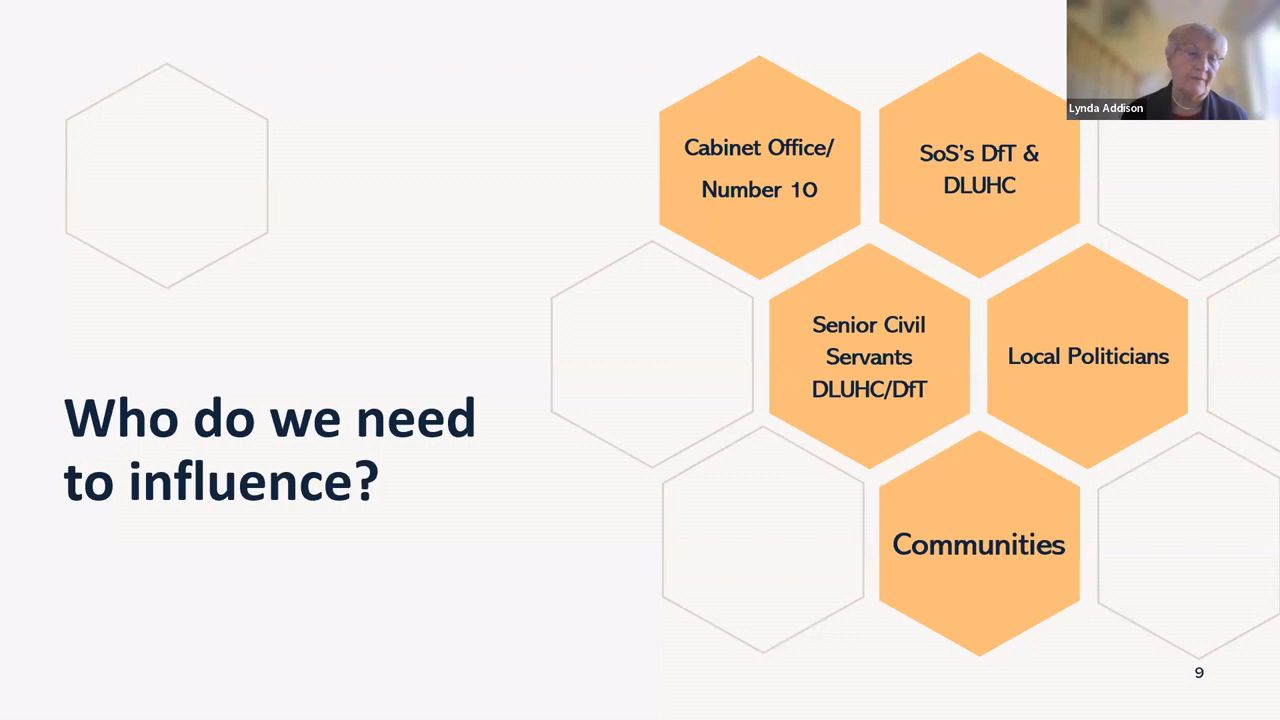 Lynda Addison
Cabinet Office/
Number 10
SoS's DfT &
DLUHC
Senior Civil
Servants
DLUHC/DfT
Local Politicians
Who do we need
to influence?
Communities
9